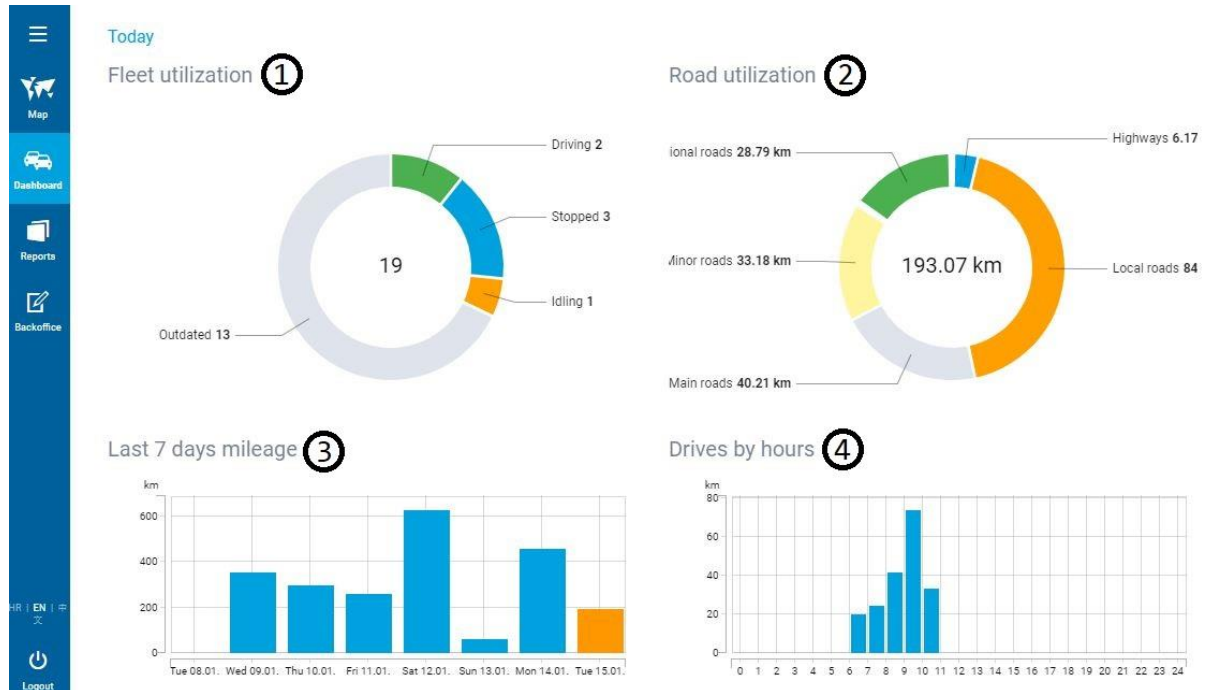 Today
Fleet utilization 1
Road utilization 2
Map
Dashboard
Reports
Backoffice
HR | EN | 中
文
Logout
Driving 2
Stopped 3
Idling 1
Outdated 13
19
Highways 6.17
ional roads 28.79 km
Minor roads 33.18 km
193.07 km
Local roads 84
Main roads 40.21 km
Last 7 days mileage 3
km
600
400
200
0
Tue 08.01. Wed 09.01. Thu 10.01. Fri 11.01. Sat 12.01. Sun 13.01. Mon 14.01. Tue 15.01.
Drives by hours 4
km
80
60
40
20
0
0 1 2 3 4 5 6 7 8 9 10 11 12 13 14 15 16 17 18 19 20 21 22 23 24